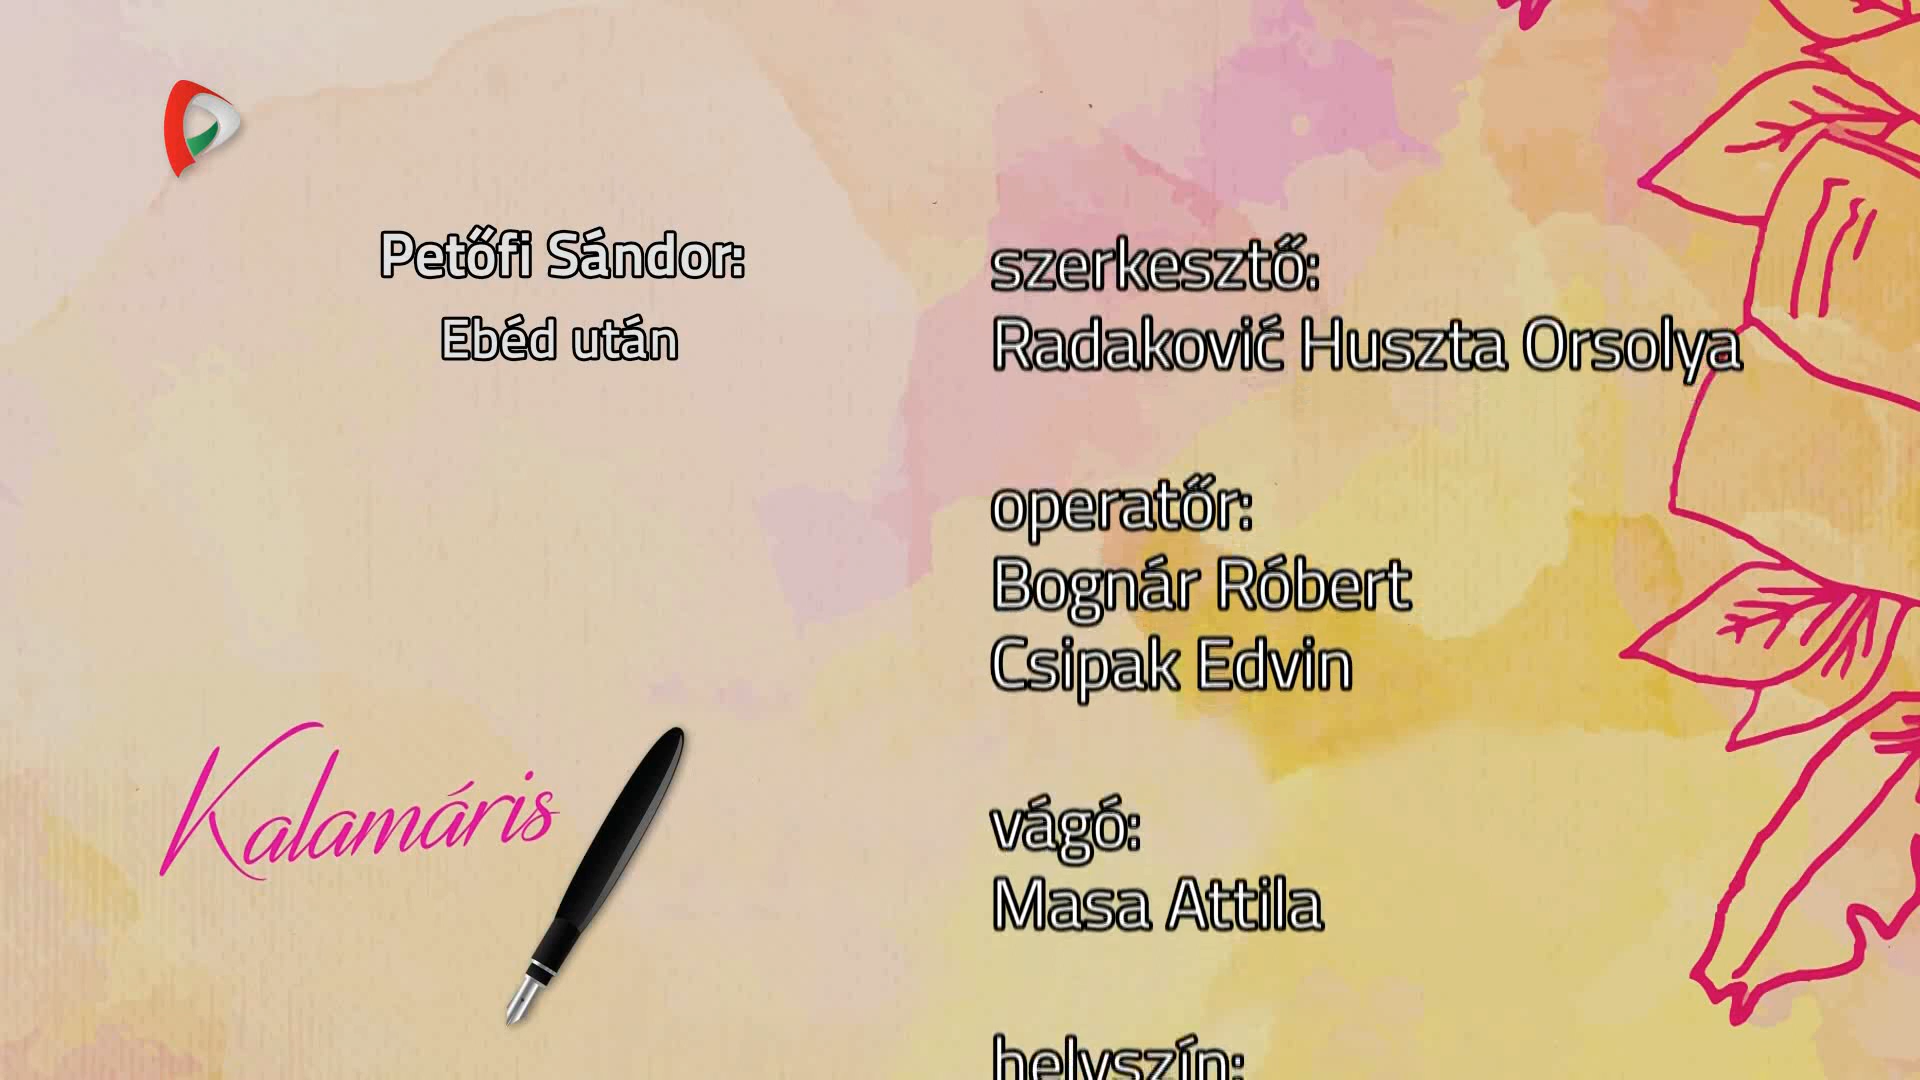 Petőfi Sándor:
Ebéd után
szerkesztő:
Radaković Huszta Orsolya
operatőr:
Bognár Róbert
Csipak Edvin
vágó:
Masa Attila
helyszín:
Kalamáris